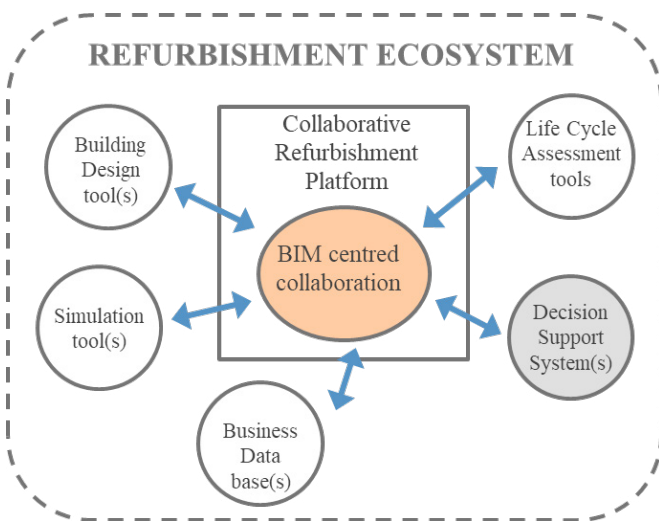 REFURBISHMENT ECOSYSTEM
Building
Design
tool(s)
Collaborative
Refurbishment
Platform
Life Cycle
Assessment
tools
BIM centred
collaboration
Simulation
tool(s)
Decision
Support
System(s)
Business
Data
base(s)